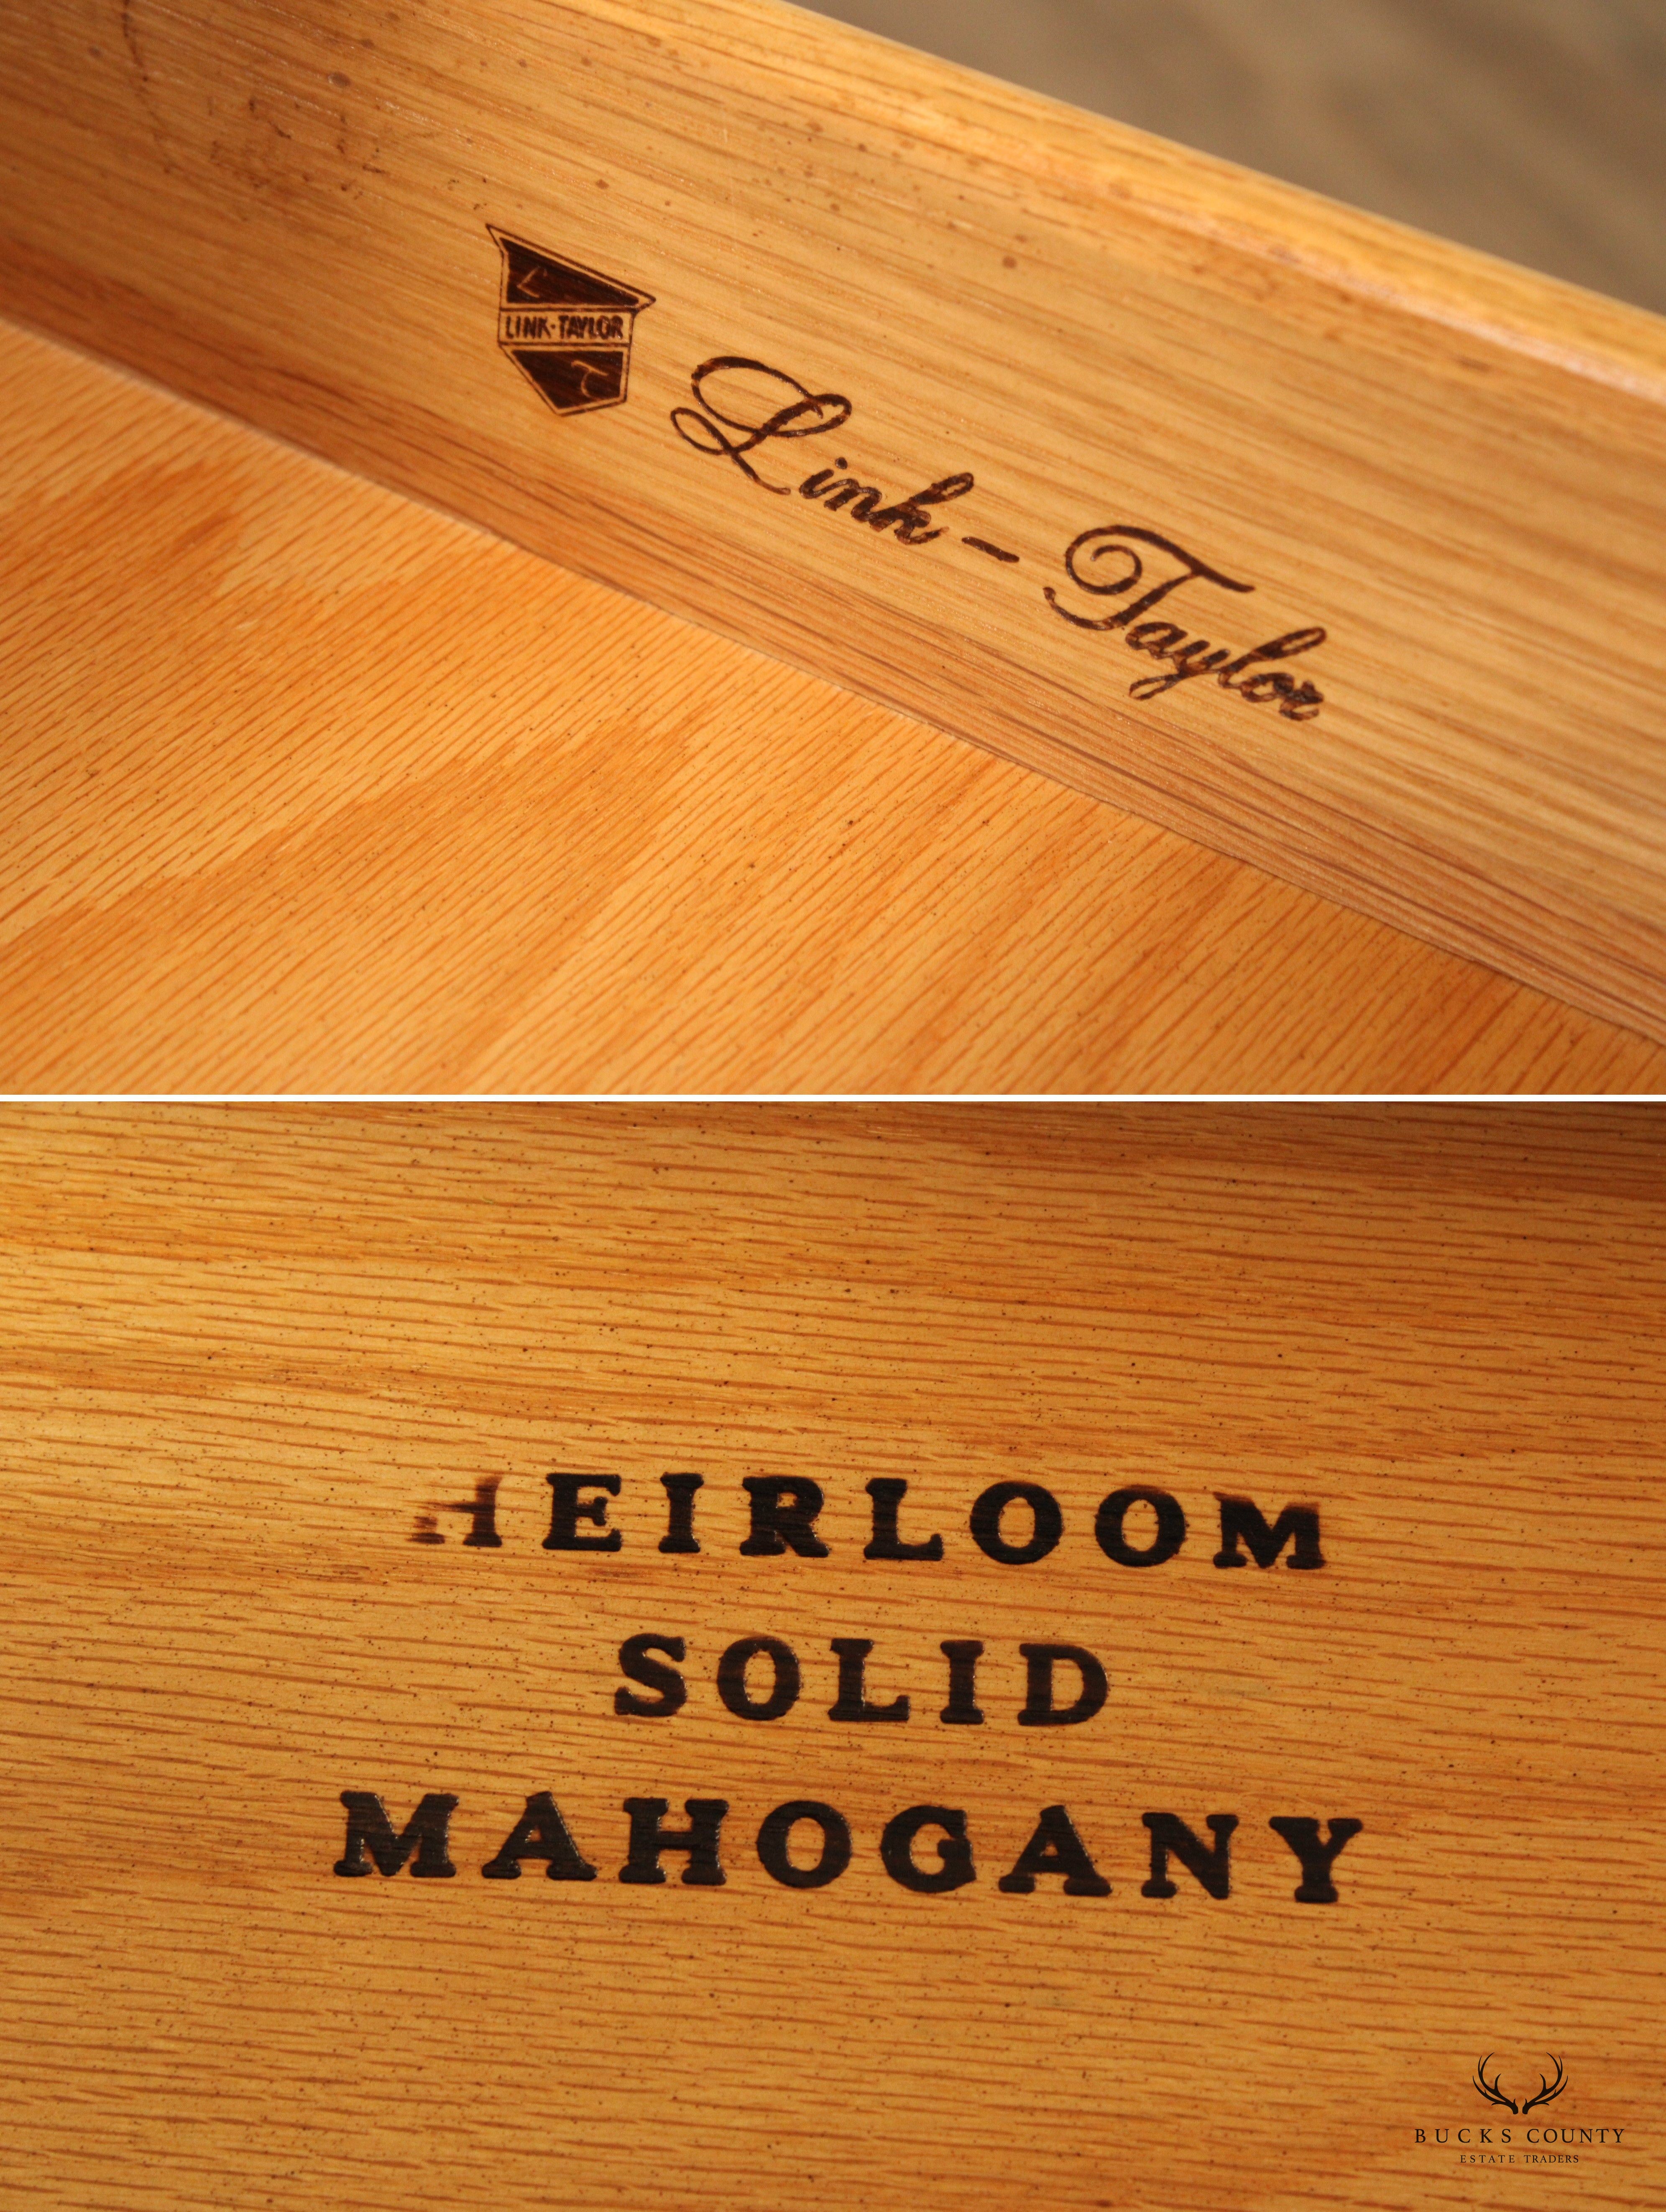 L
LINK-TAYLOR
T
Link-Taylor
HEIRLOOM
SOLID
MAHOGANY
BUCKS COUNTY
ESTATE TRADERS